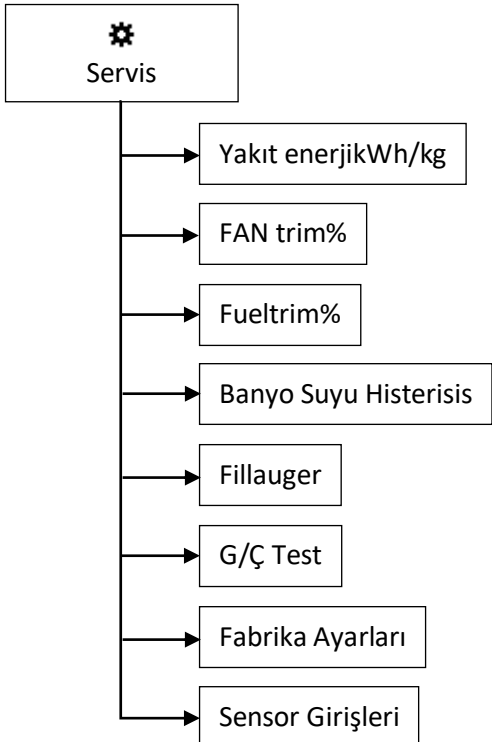 Servis
Yakıt enerjikWh/kg
FAN trim%
Fueltrim%
Banyo Suyu Histerisis
Fillauger
G/Ç Test
Fabrika Ayarları
Sensor Girişleri